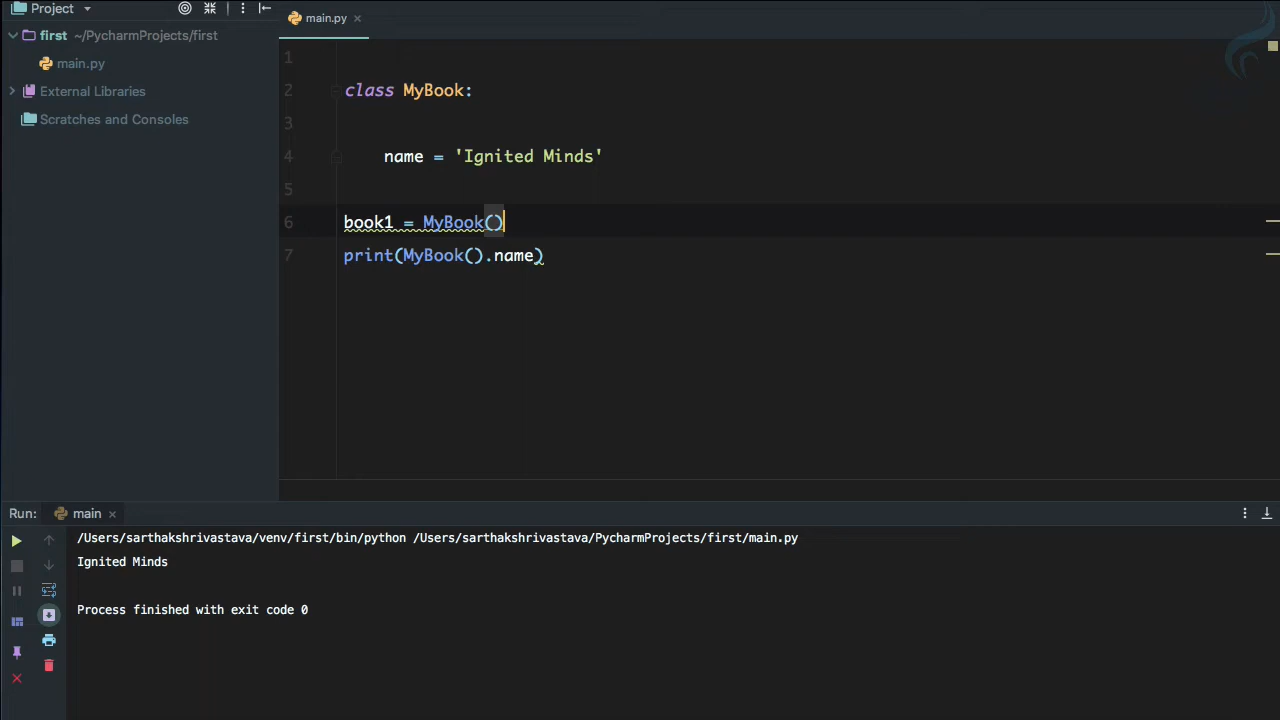 Project
main.py
first ~/PycharmProjects/first
main.py
External Libraries
Scratches and Consoles
1
2 class MyBook:
3
4 name = 'Ignited Minds'
5
6 book1 = MyBook()
7 print(MyBook().name)
Run: main
/Users/sarthakshrivastava/venv/first/bin/python /Users/sarthakshrivastava/PycharmProjects/first/main.py
Ignited Minds
Process finished with exit code 0